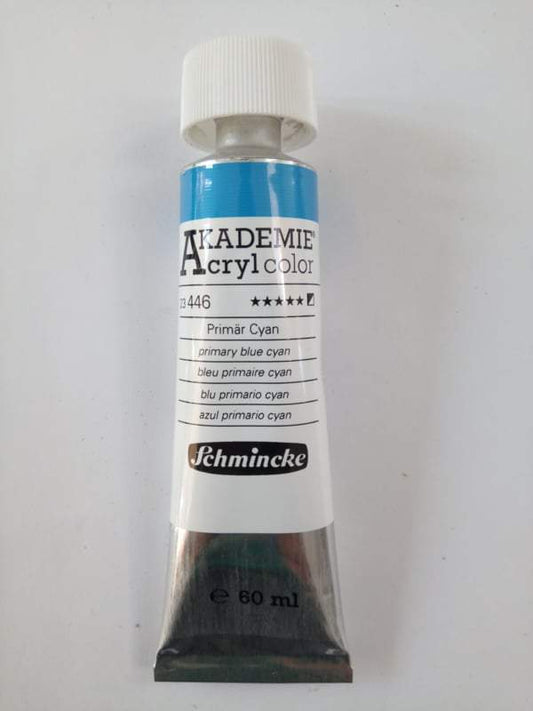 AKADEMIE®
Acryl color
23 446 ★★★★★
Primär Cyan
primary blue cyan
bleu primaire cyan
blu primario cyan
azul primario cyan
Schmincke
℮ 60 ml